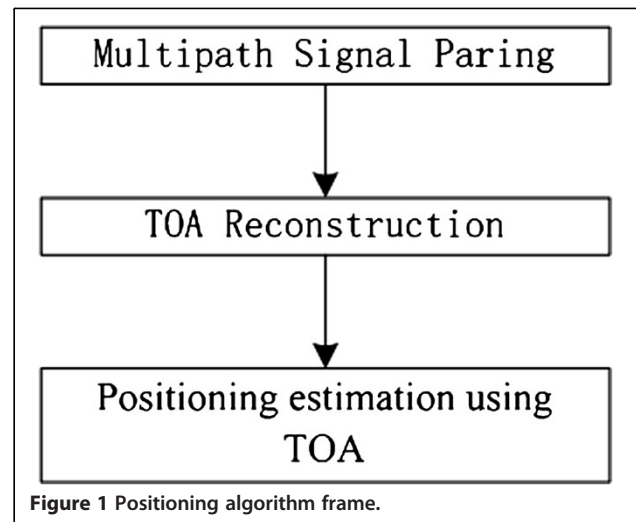 Multipath Signal Paring
TOA Reconstruction
Positioning estimation using
TOA
Figure 1 Positioning algorithm frame.